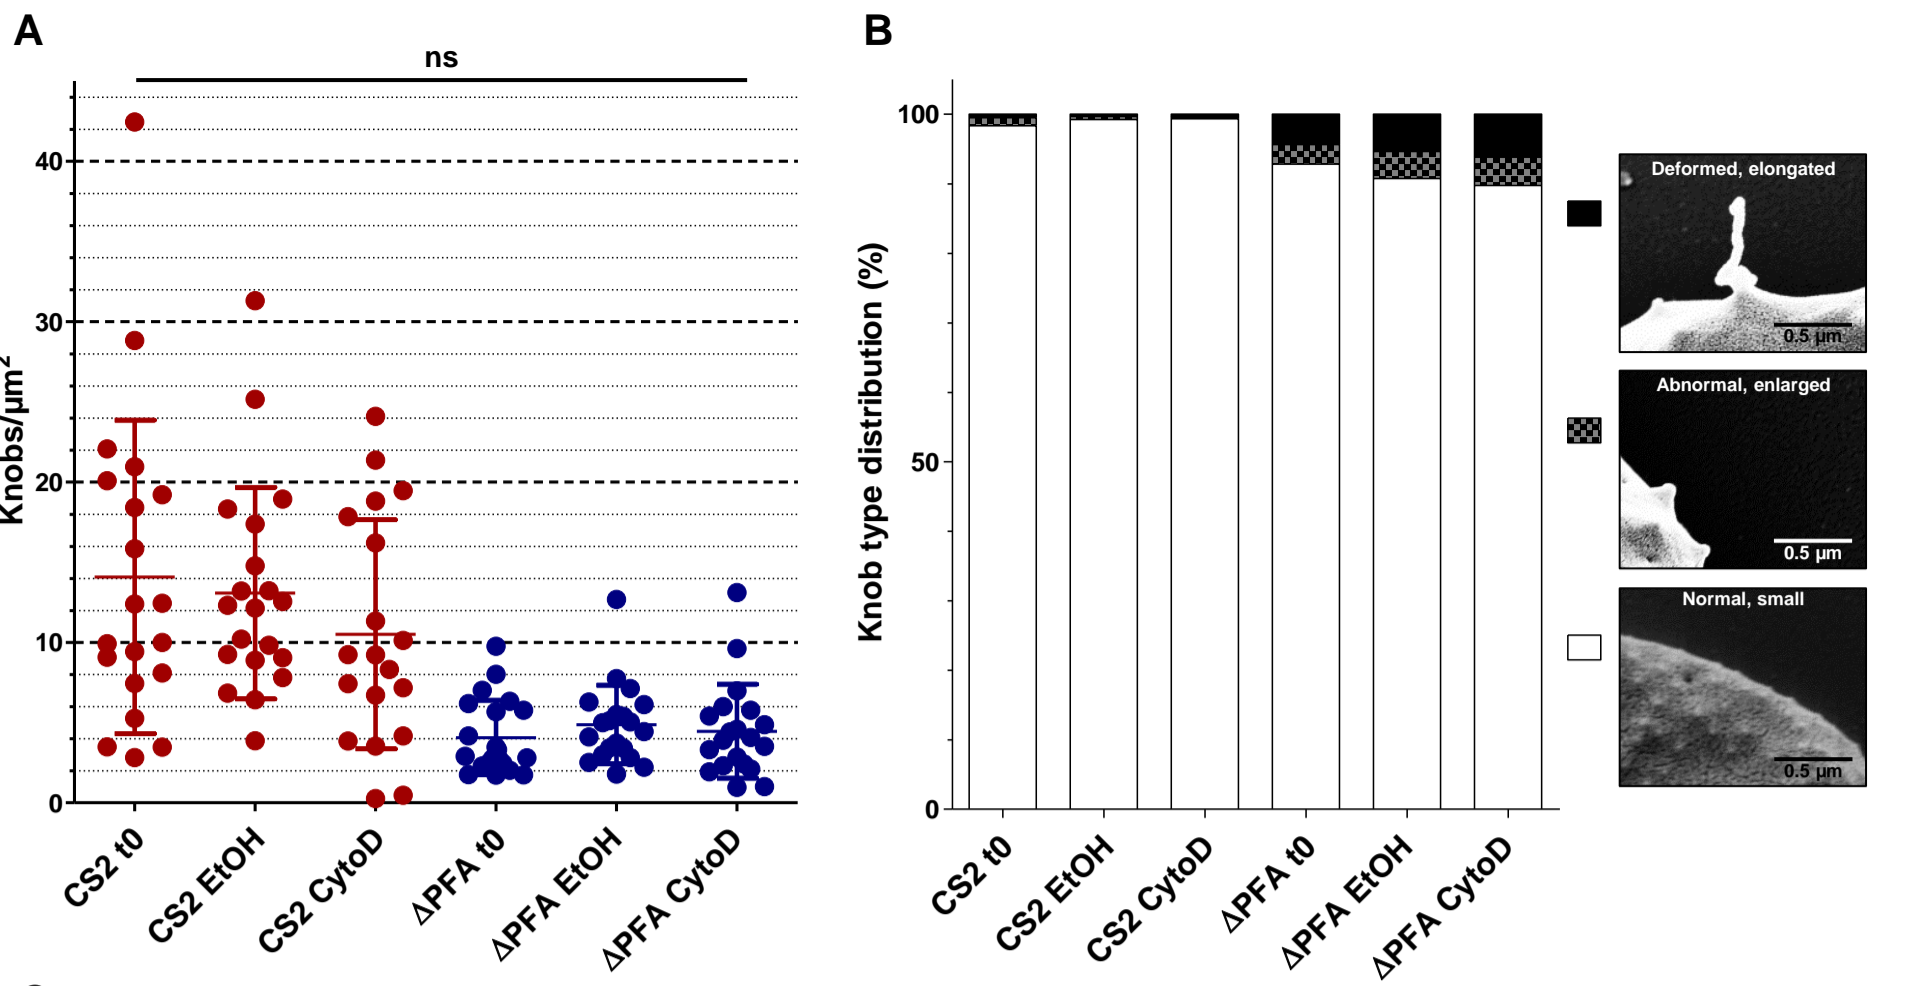 A
ns
Knobs/µm²
40
30
20
10
0
CS2 t0
CS2 EtOH
CS2 CytoD
ΔPFA t0
ΔPFA EtOH
ΔPFA CytoD
B
Knob type distribution (%)
100
50
0
CS2 t0
CS2 EtOH
CS2 CytoD
ΔPFA t0
ΔPFA EtOH
ΔPFA CytoD
Deformed, elongated
0.5 µm
Abnormal, enlarged
0.5 µm
Normal, small
0.5 µm